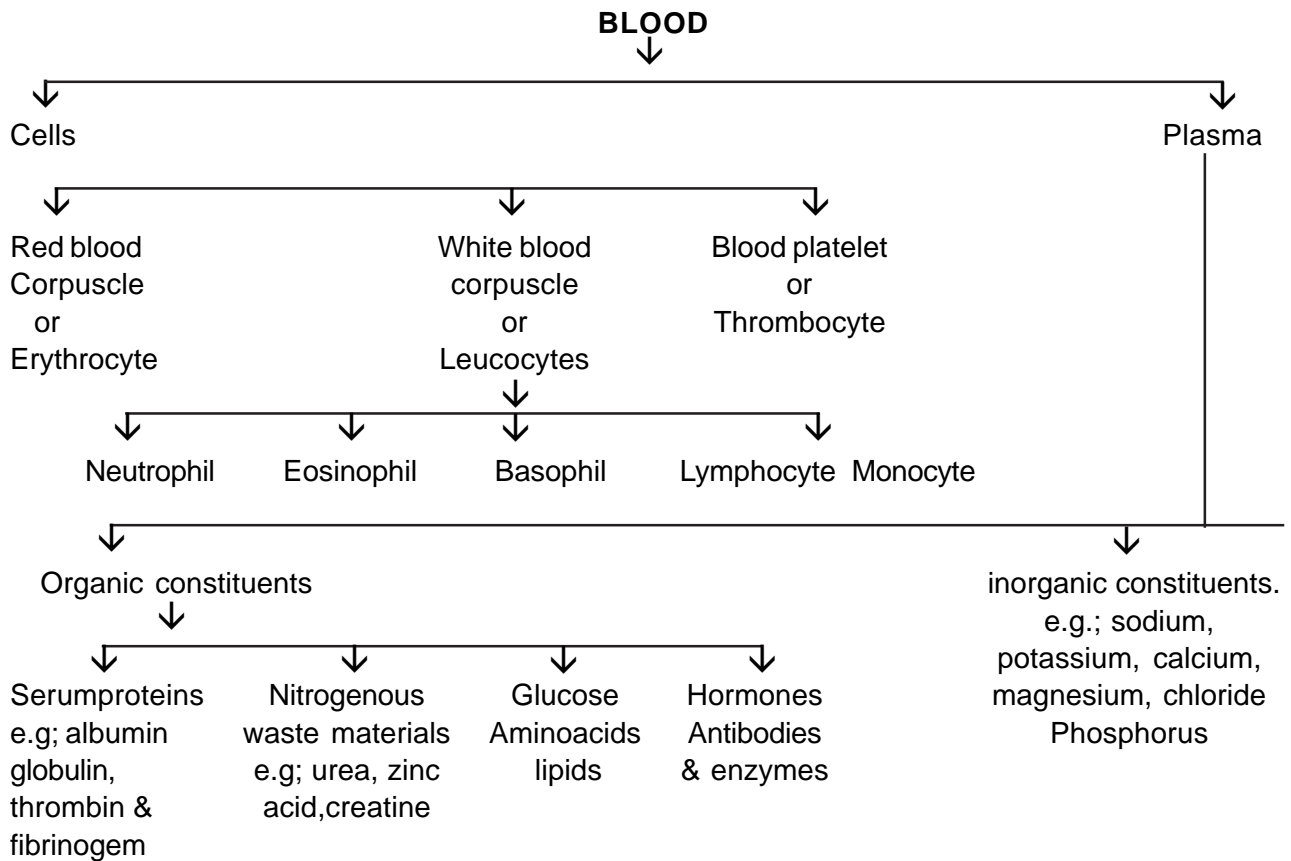 BLOOD
Cells
Plasma
Red blood
Corpuscle
or
Erythrocyte
White blood
corpuscle
or
Leucocytes
Blood platelet
or
Thrombocyte
Neutrophil
Eosinophil
Basophil
Lymphocyte Monocyte
Organic constituents
inorganic constituents.
e.g.; sodium,
potassium, calcium,
magnesium, chloride
Phosphorus
Serumproteins
e.g; albumin
globulin,
thrombin &
fibrinogem
Nitrogenous
waste materials
e.g; urea, zinc
acid,creatine
Glucose
Aminoacids
lipids
Hormones
Antibodies
& enzymes